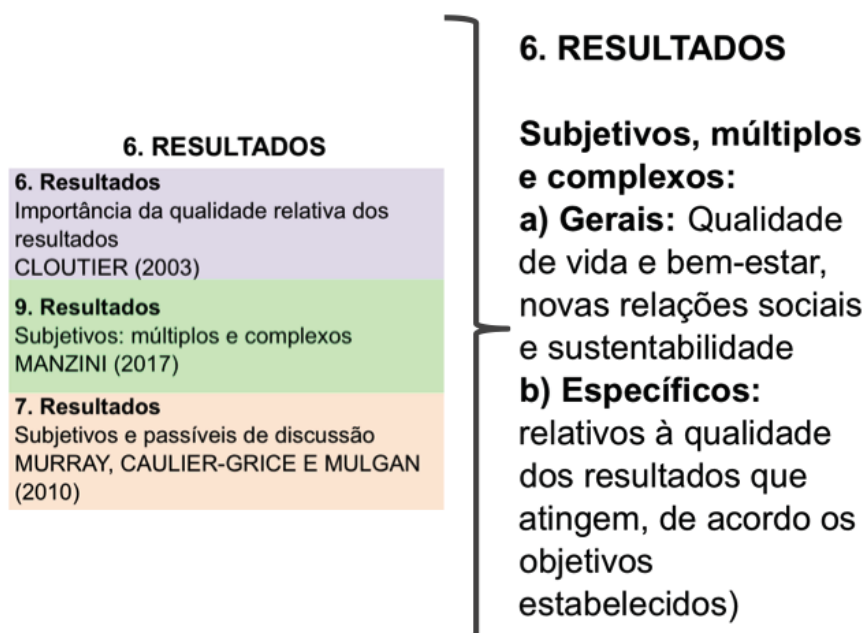 6. RESULTADOS
6. Resultados
Importância da qualidade relativa dos
resultados
CLOUTIER (2003)
9. Resultados
Subjetivos: múltiplos e complexos
MANZINI (2017)
7. Resultados
Subjetivos e passíveis de discussão
MURRAY, CAULIER-GRICE E MULGAN
(2010)
6. RESULTADOS
Subjetivos, múltiplos
e complexos:
a) Gerais: Qualidade
de vida e bem-estar,
novas relações sociais
e sustentabilidade
b) Específicos:
relativos à qualidade
dos resultados que
atingem, de acordo os
objetivos
estabelecidos)